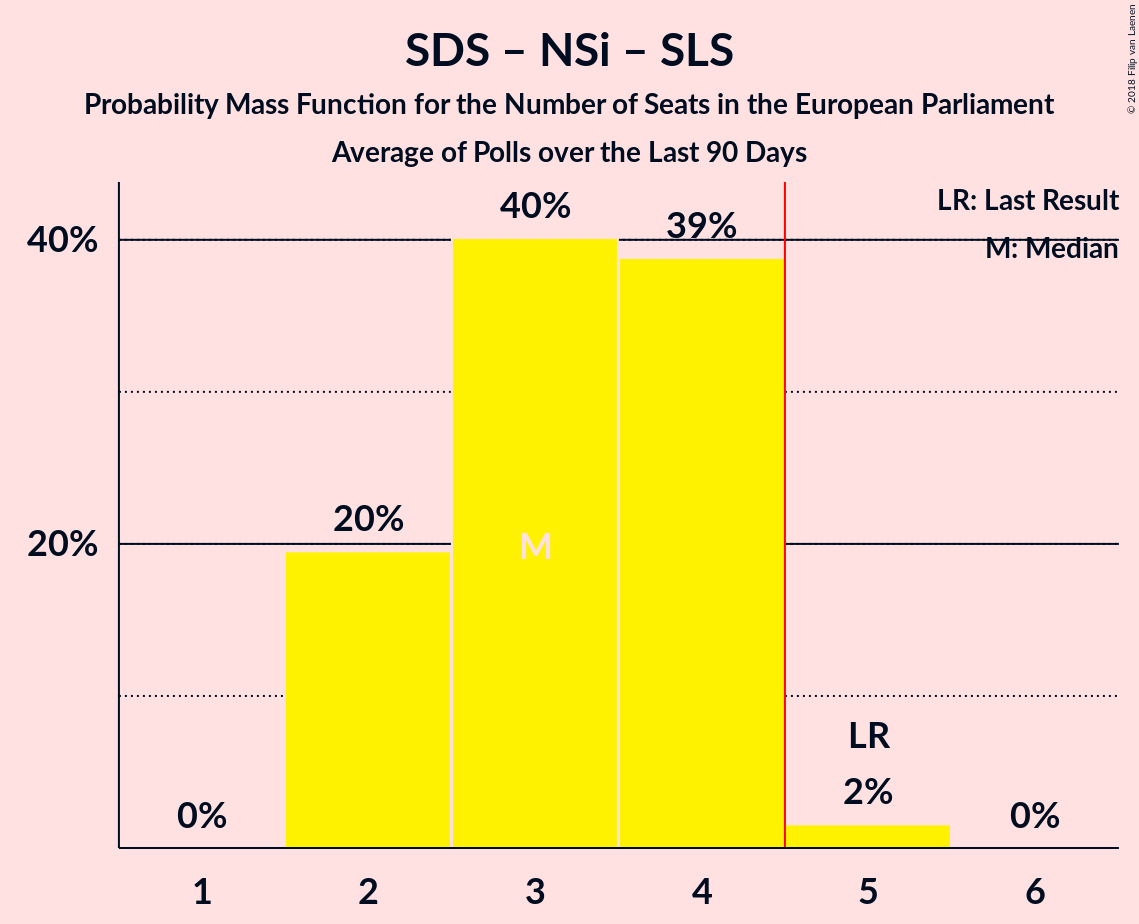 SDS – NSi – SLS
Probability Mass Function for the Number of Seats in the European Parliament
Average of Polls over the Last 90 Days
© 2018 Filip van Laenen
LR: Last Result
M: Median
40%
20%
0%
20%
40%
39%
2%
0%
M
LR
1 2 3 4 5 6